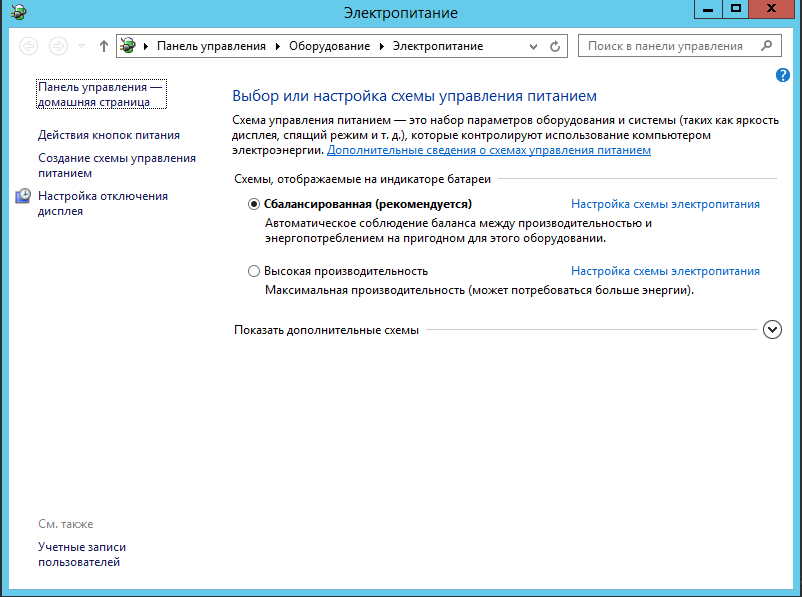 Электропитание
Панель управления
Оборудование
Электропитание
Поиск в панели управления
Панель управления —
домашняя страница
Действия кнопок питания
Создание схемы управления
питанием
Настройка отключения
дисплея
?
Выбор или настройка схемы управления питанием
Схема управления питанием — это набор параметров оборудования и системы (таких как яркость
дисплея, спящий режим и т. д.), которые контролируют использование компьютером
электроэнергии. Дополнительные сведения о схемах управления питанием
Схемы, отображаемые на индикаторе батареи
Сбалансированная (рекомендуется)
Настройка схемы электропитания
Автоматическое соблюдение баланса между производительностью и
энергопотреблением на пригодном для этого оборудовании.
Высокая производительность
Настройка схемы электропитания
Максимальная производительность (может потребоваться больше энергии).
Показать дополнительные схемы
См. также
Учетные записи
пользователей